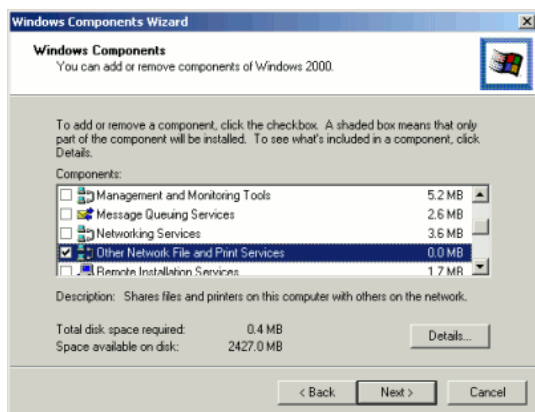 Windows Components Wizard
Windows Components
You can add or remove components of Windows 2000.
To add or remove a component, click the checkbox. A shaded box means that only
part of the component will be installed. To see what's included in a component, click
Details.
Components:
Management and Monitoring Tools 5.2 MB
Message Queuing Services 2.6 MB
Networking Services 3.6 MB
Other Network File and Print Services 0.0 MB
Remote Installation Services 1.7 MB
Description: Shares files and printers on this computer with others on the network.
Total disk space required: 0.4 MB
Space available on disk: 2427.0 MB
Details...
< Back Next > Cancel